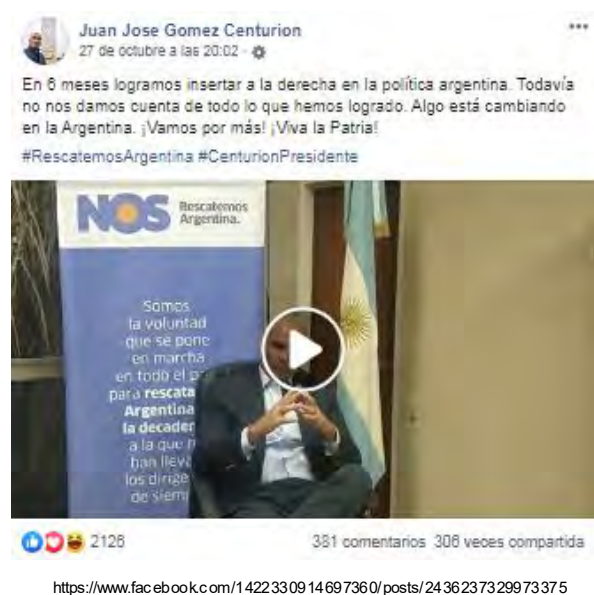 Juan Jose Gomez Centurion
27 de octubre a las 20:02 ·
En 6 meses logramos insertar a la derecha en la política argentina. Todavía
no nos damos cuenta de todo lo que hemos logrado. Algo está cambiando
en la Argentina. ¡Vamos por más! ¡Viva la Patria!
#RescatemosArgentina #CenturionPresidente
NOS Rescatemos
Argentina.
Somos
la voluntad
que se pone
en marcha
en todo el
para rescata
Argentina
la decaden
a la que
han lleva
los dirige
de siem
2126
381 comentarios 306 veces compartida
https://www.facebook.com/1422330914697360/posts/2436237329973375